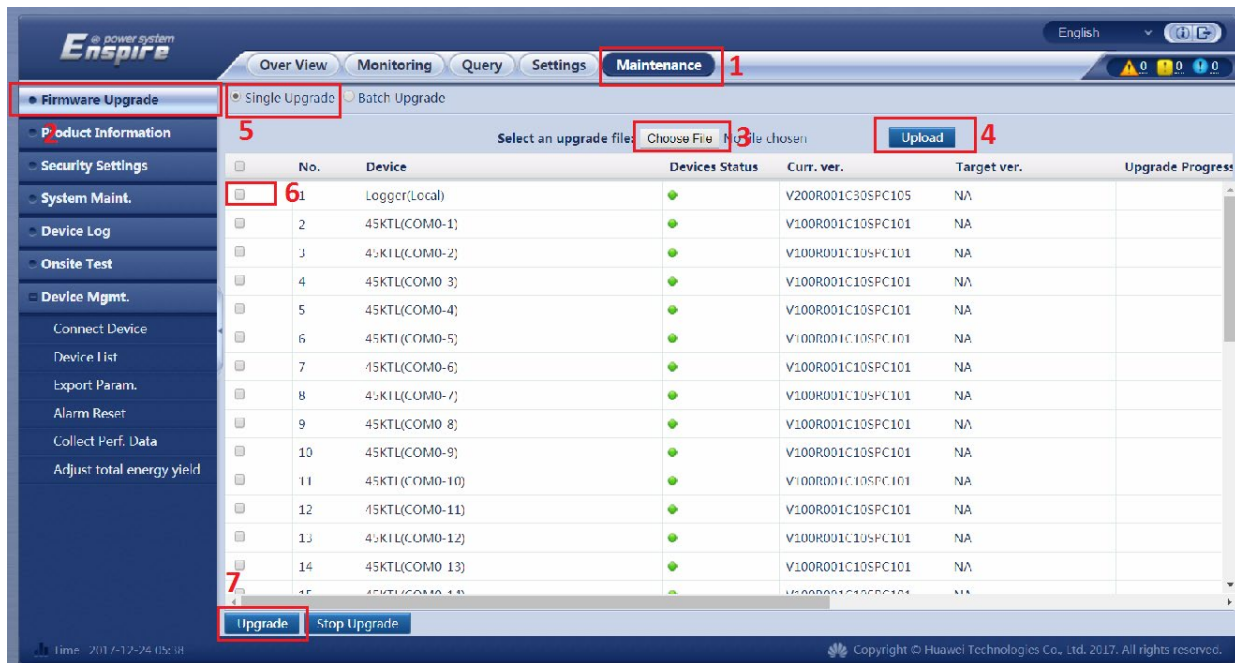 English
Enspire
e power system
Over View Monitoring Query Settings Maintenance 1
0 0 0
Firmware Upgrade
Single Upgrade Batch Upgrade
Product Information
2
5
Select an upgrade file: Choose File No file chosen 3 Upload 4
Security Settings
No. Device Devices Status Curr. ver. Target ver. Upgrade Progress
System Maint.
6 1 Logger(Local) V200R001C30SPC105 NA
Device Log
2 45KTL(COM0-1) V100R001C10SPC101 NA
Onsite Test
3 45KTL(COM0-2) V100R001C10SPC101 NA
4 45KTL(COM0-3) V100R001C10SPC101 NA
Device Mgmt.
5 45KTL(COM0-4) V100R001C10SPC101 NA
Connect Device
6 45KTL(COM0-5) V100R001C10SPC101 NA
Device List
7 45KTL(COM0-6) V100R001C10SPC101 NA
Export Param.
8 45KTL(COM0-7) V100R001C10SPC101 NA
Alarm Reset
9 45KTL(COM0-8) V100R001C10SPC101 NA
Collect Perf. Data
10 45KTL(COM0-9) V100R001C10SPC101 NA
Adjust total energy yield
11 45KTL(COM0-10) V100R001C10SPC101 NA
12 45KTL(COM0-11) V100R001C10SPC101 NA
13 45KTL(COM0-12) V100R001C10SPC101 NA
14 45KTL(COM0-13) V100R001C10SPC101 NA
7
Upgrade Stop Upgrade
Time 2017-12-24 05:38
Copyright © Huawei Technologies Co., Ltd. 2017. All rights reserved.